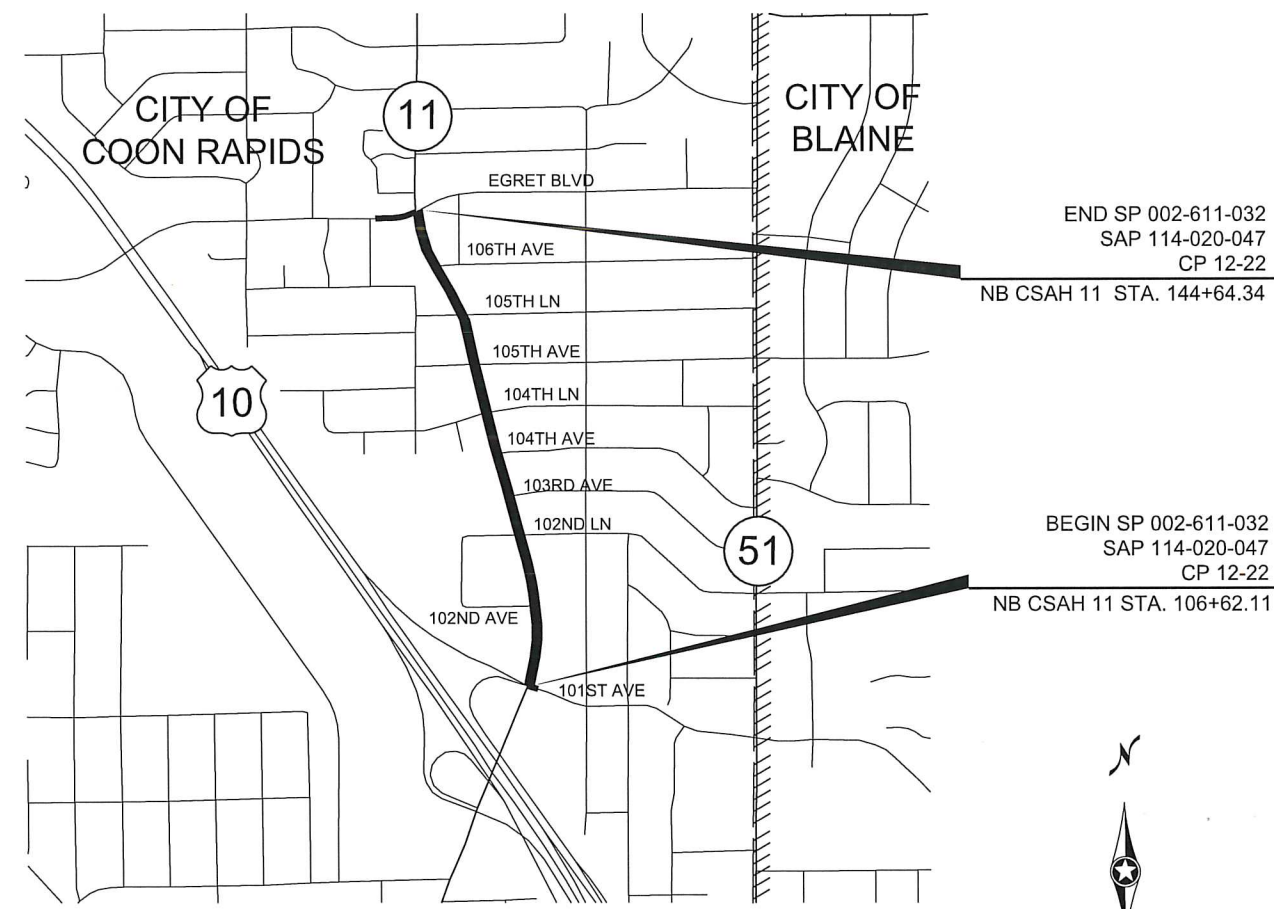 CITY OF
COON RAPIDS
11
CITY OF
BLAINE
EGRET BLVD
END SP 002-611-032
SAP 114-020-047
CP 12-22
NB CSAH 11 STA. 144+64.34
106TH AVE
105TH LN
105TH AVE
10
104TH LN
104TH AVE
103RD AVE
102ND LN
51
BEGIN SP 002-611-032
SAP 114-020-047
CP 12-22
NB CSAH 11 STA. 106+62.11
102ND AVE
101ST AVE
N